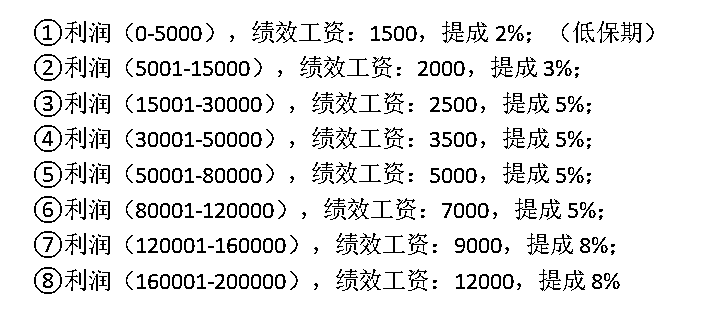 ①利润（0-5000），绩效工资：1500，提成 2%；（低保期）
②利润（5001-15000），绩效工资：2000，提成 3%；
③利润（15001-30000），绩效工资：2500，提成 5%；
④利润（30001-50000），绩效工资：3500，提成 5%；
⑤利润（50001-80000），绩效工资：5000，提成 5%；
⑥利润（80001-120000），绩效工资：7000，提成 5%；
⑦利润（120001-160000），绩效工资：9000，提成 8%；
⑧利润（160001-200000），绩效工资：12000，提成 8%